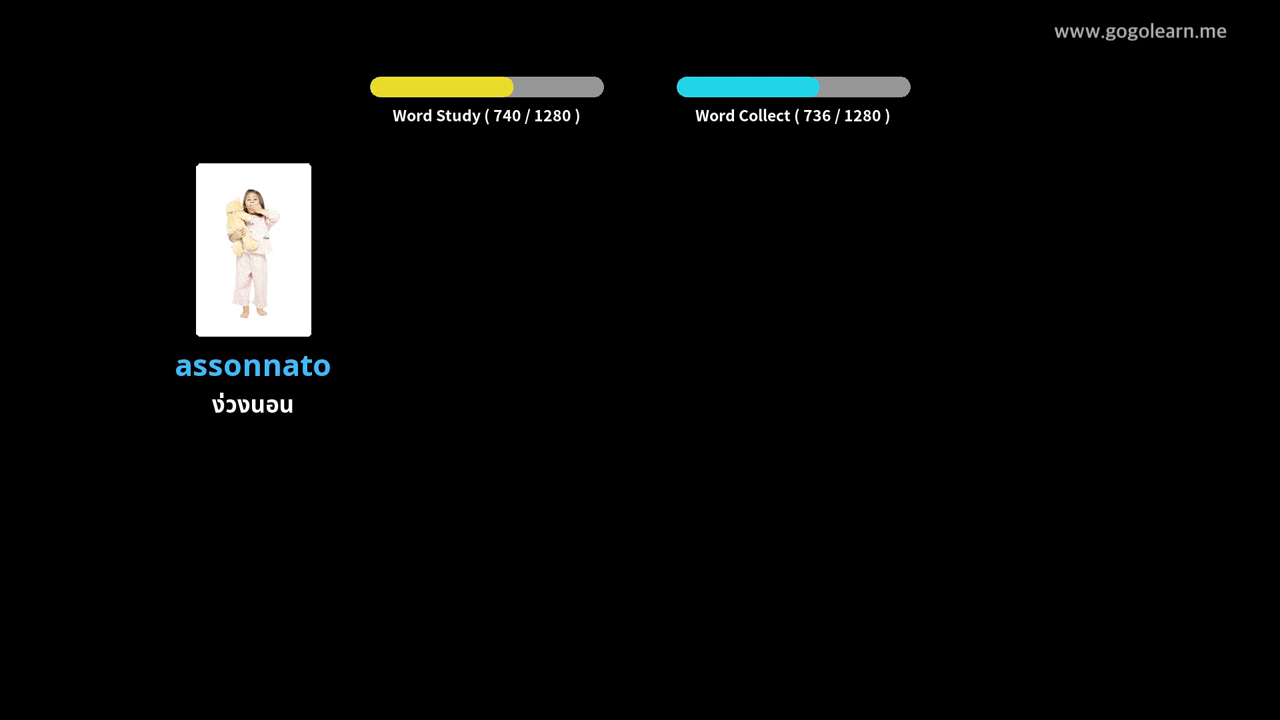 www.gogolearn.me
Word Study ( 740 / 1280 )
Word Collect ( 736 / 1280 )
assonnato
ง่วงนอน